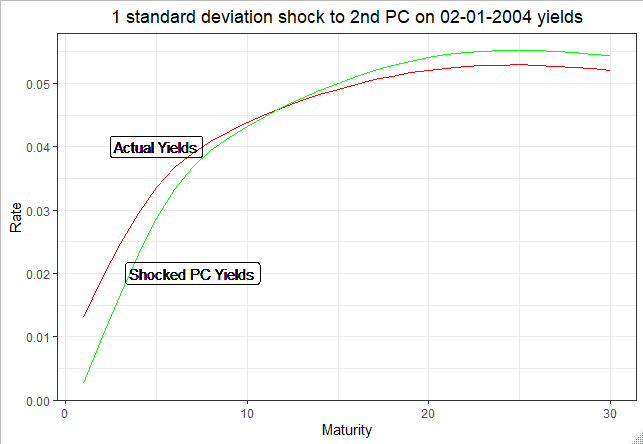 1 standard deviation shock to 2nd PC on 02-01-2004 yields
0.05
0.04
0.03
0.02
0.01
0.00
Rate
Actual Yields
Shocked PC Yields
0
10
20
30
Maturity